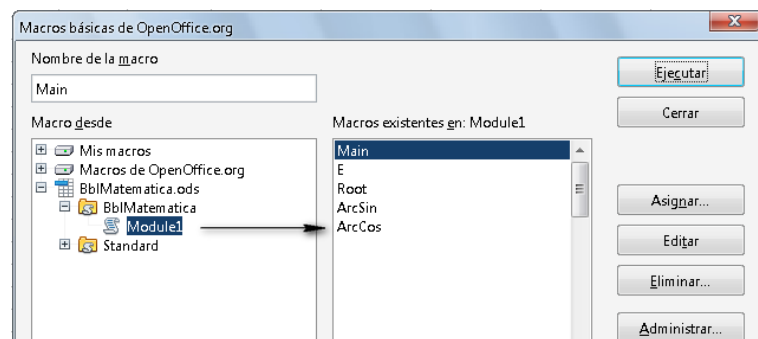 Macros básicas de OpenOffice.org
Nombre de la macro
Main
Macro desde
Mis macros
Macros de OpenOffice.org
BblMatematica.ods
BblMatematica
Module1
Standard
Macros existentes en: Module1
Main
E
Root
ArcSin
ArcCos
Ejecutar
Cerrar
Asignar...
Editar
Eliminar...
Administrar...